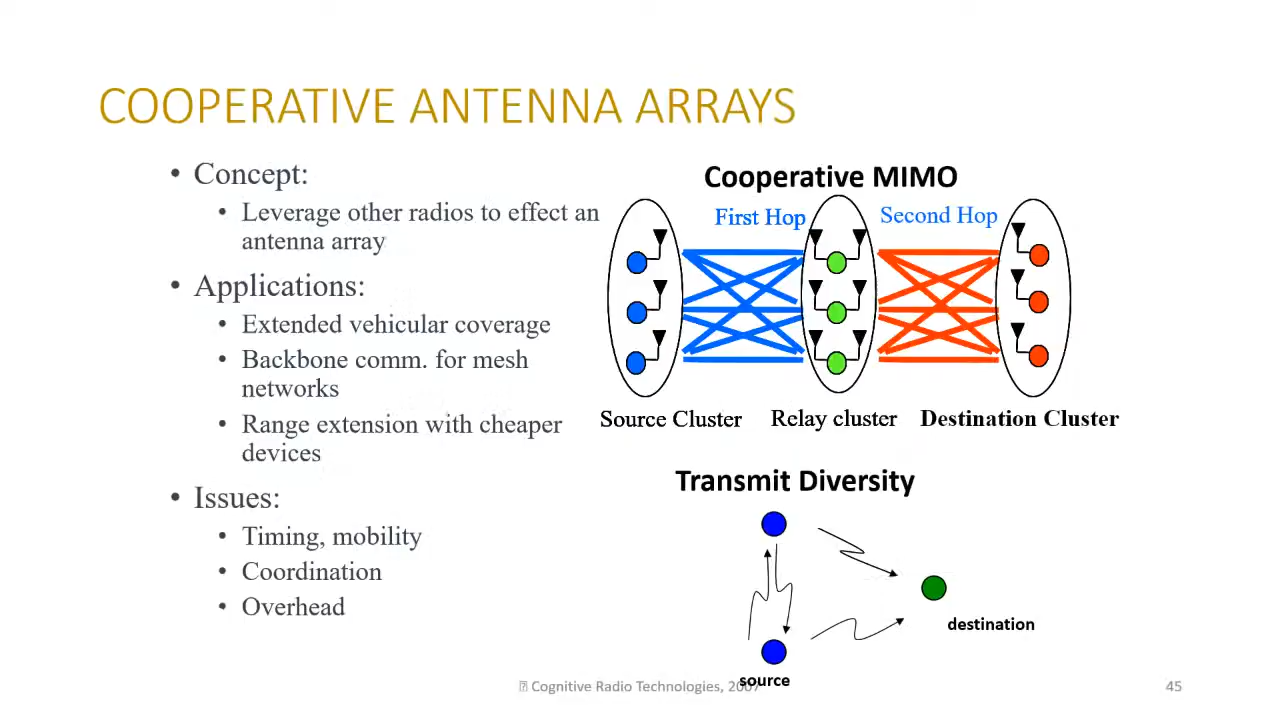 COOPERATIVE ANTENNA ARRAYS
• Concept:
• Leverage other radios to effect an
antenna array
• Applications:
• Extended vehicular coverage
• Backbone comm. for mesh
networks
• Range extension with cheaper
devices
• Issues:
• Timing, mobility
• Coordination
• Overhead
Cooperative MIMO
First Hop
Second Hop
Source Cluster
Relay cluster
Destination Cluster
Transmit Diversity
destination
source
Cognitive Radio Technologies, 2007
45